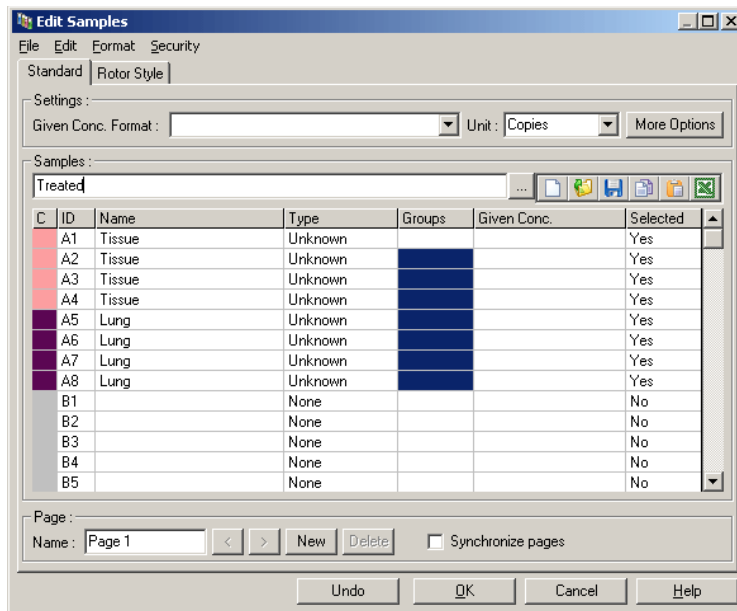 Edit Samples
File Edit Format Security
Standard Rotor Style
Settings :
Given Conc. Format : Unit : Copies More Options
Samples :
Treated ...
C ID Name Type Groups Given Conc. Selected
A1 Tissue Unknown Yes
A2 Tissue Unknown Yes
A3 Tissue Unknown Yes
A4 Tissue Unknown Yes
A5 Lung Unknown Yes
A6 Lung Unknown Yes
A7 Lung Unknown Yes
A8 Lung Unknown Yes
B1 None No
B2 None No
B3 None No
B4 None No
B5 None No
Page :
Name : Page 1 < > New Delete Synchronize pages
Undo OK Cancel Help